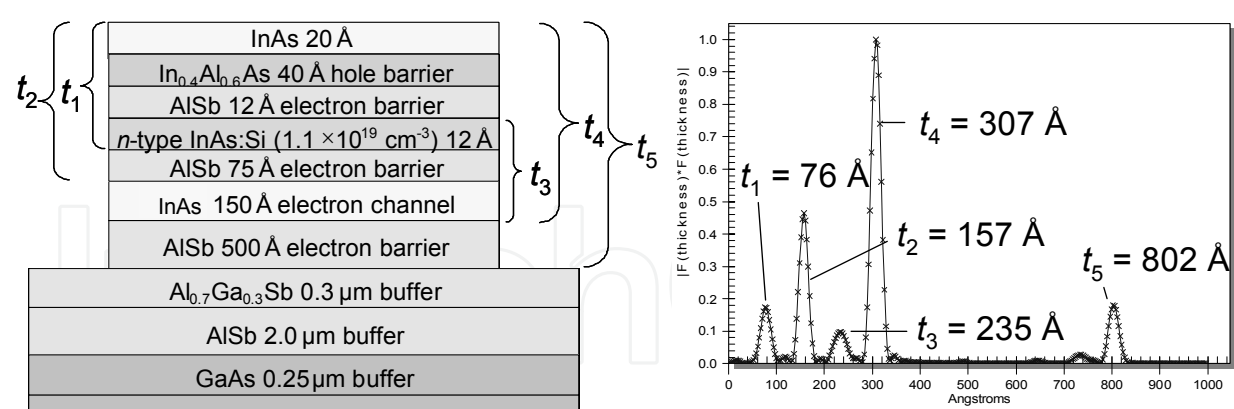 InAs 20 Å
In0.4Al0.6As 40 Å hole barrier
AlSb 12 Å electron barrier
n-type InAs:Si (1.1 ×10^19 cm^-3) 12 Å
AlSb 75 Å electron barrier
InAs 150 Å electron channel
AlSb 500 Å electron barrier
Al0.7Ga0.3Sb 0.3 µm buffer
AlSb 2.0 µm buffer
GaAs 0.25µm buffer
t2
t1
t3
t4
t5
|F(thickness)*F(thickness)|
1.0
0.9
0.8
0.7
0.6
0.5
0.4
0.3
0.2
0.1
0.0
t1 = 76 Å
t2 = 157 Å
t3 = 235 Å
t4 = 307 Å
t5 = 802 Å
0 100 200 300 400 500 600 700 800 900 1000
Angstroms